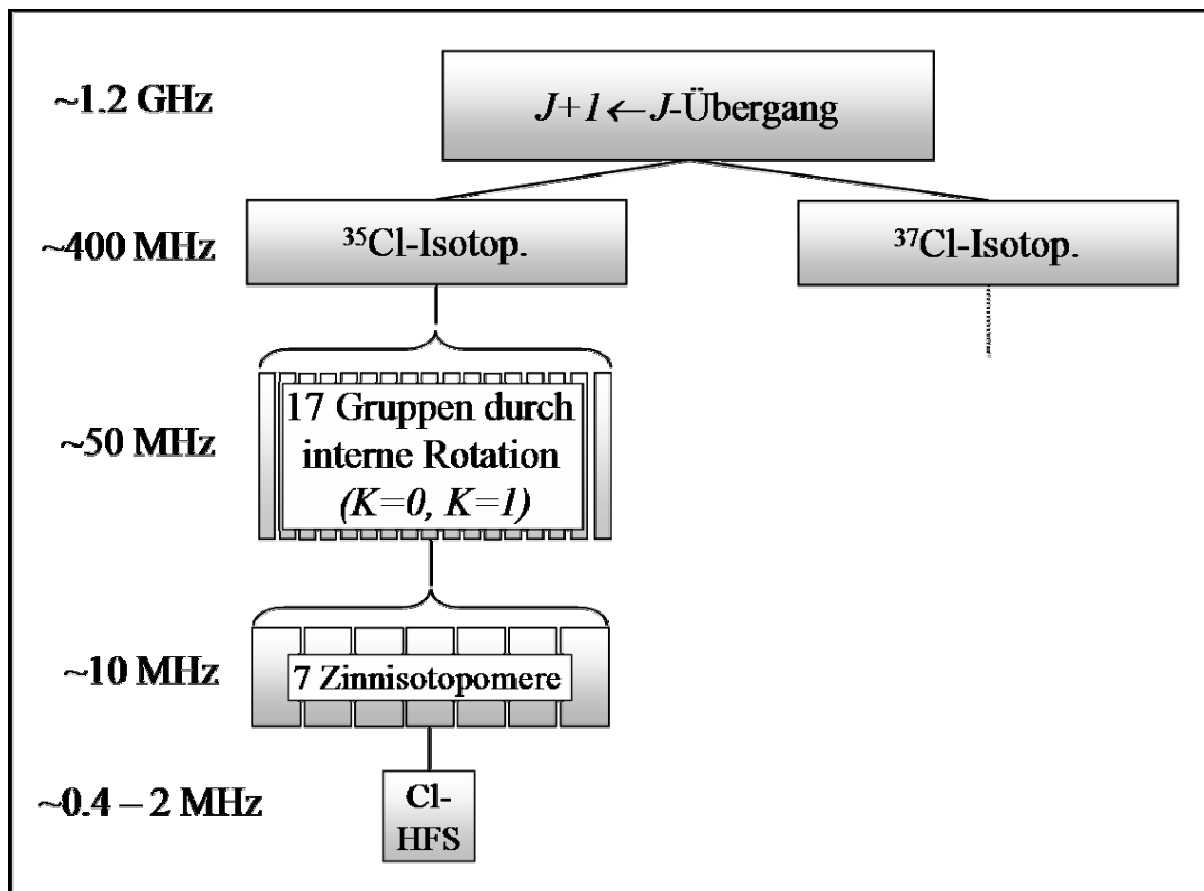 ~1.2 GHz
J+1←J-Übergang
~400 MHz
³⁵Cl-Isotop.
³⁷Cl-Isotop.
~50 MHz
17 Gruppen durch
interne Rotation
(K=0, K=1)
~10 MHz
7 Zinnisotopomere
~0.4 – 2 MHz
Cl-
HFS